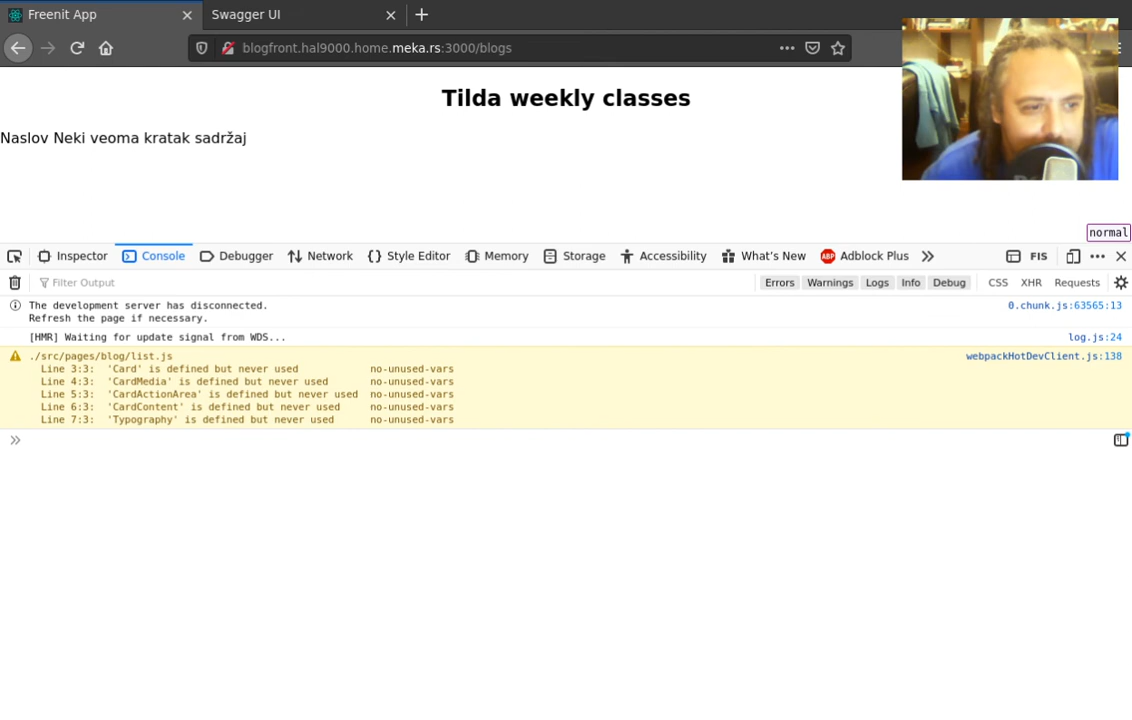 Freenit App
Swagger UI
blogfront.hal9000.home.meka.rs:3000/blogs
Tilda weekly classes
Naslov Neki veoma kratak sadržaj
normal
Inspector Console Debugger Network Style Editor Memory Storage Accessibility What's New ABP Adblock Plus FIS
Filter Output Errors Warnings Logs Info Debug CSS XHR Requests
The development server has disconnected. 0.chunk.js:63565:13
Refresh the page if necessary.
[HMR] Waiting for update signal from WDS... log.js:24
./src/pages/blog/list.js webpackHotDevClient.js:138
Line 3:3: 'Card' is defined but never used no-unused-vars
Line 4:3: 'CardMedia' is defined but never used no-unused-vars
Line 5:3: 'CardActionArea' is defined but never used no-unused-vars
Line 6:3: 'CardContent' is defined but never used no-unused-vars
Line 7:3: 'Typography' is defined but never used no-unused-vars